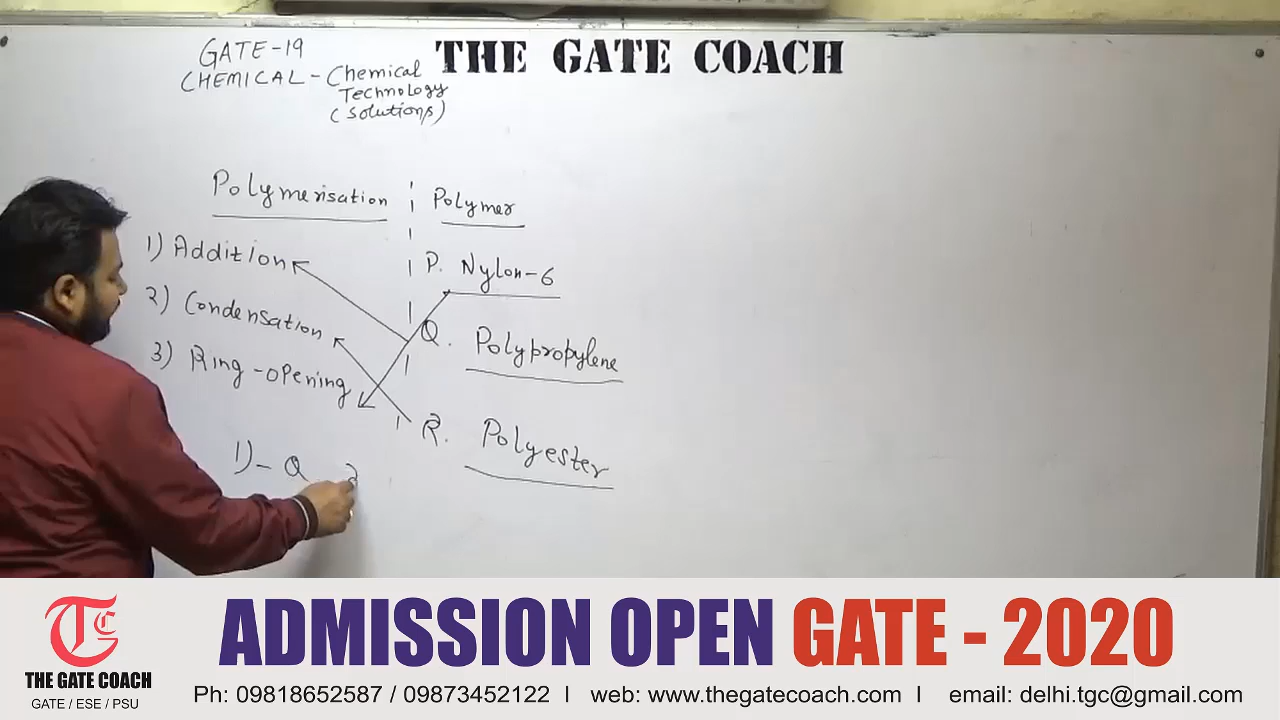 GATE-19
CHEMICAL - Chemical
Technology
(Solutions)
THE GATE COACH
Polymerisation
Polymer
1) Addition
P. Nylon-6
2) Condensation
Q. Polypropylene
3) Ring-opening
R. Polyester
1) - Q
TGC
THE GATE COACH
GATE / ESE / PSU
ADMISSION OPEN GATE - 2020
Ph: 09818652587 / 09873452122 I web: www.thegatecoach.com I email: delhi.tgc@gmail.com